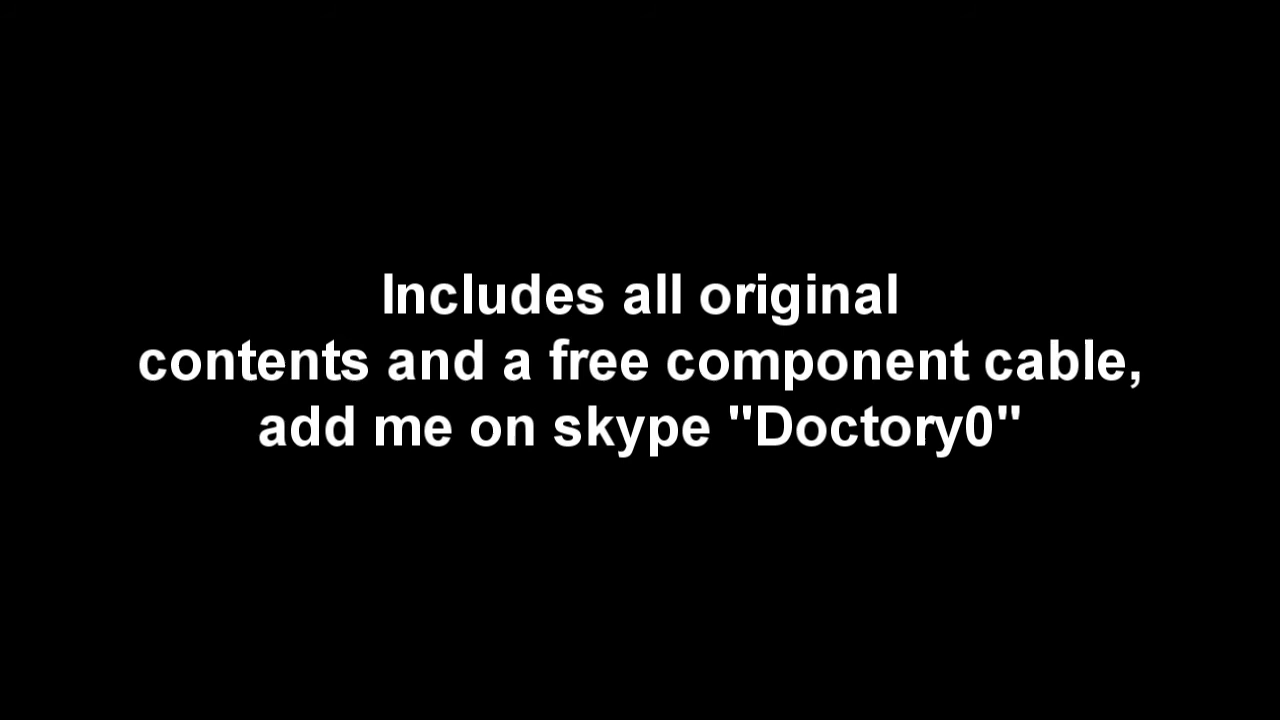 Includes all original
contents and a free component cable,
add me on skype "Doctory0"